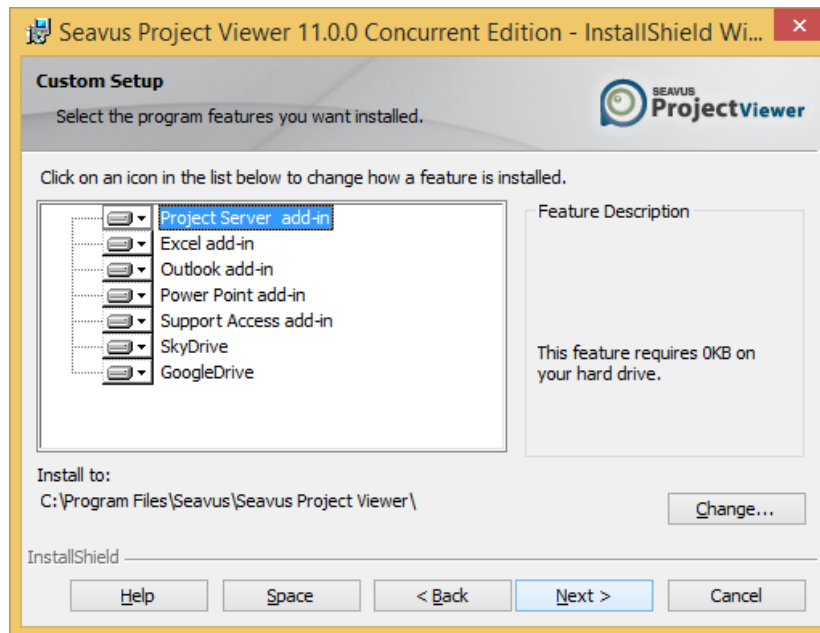 Seavus Project Viewer 11.0.0 Concurrent Edition - InstallShield Wi...
Custom Setup
Select the program features you want installed.
SEAVUS
ProjectViewer
Click on an icon in the list below to change how a feature is installed.
Project Server add-in
Excel add-in
Outlook add-in
Power Point add-in
Support Access add-in
SkyDrive
GoogleDrive
Feature Description
This feature requires 0KB on
your hard drive.
Install to:
C:\Program Files\Seavus\Seavus Project Viewer\
Change...
InstallShield
Help
Space
< Back
Next >
Cancel